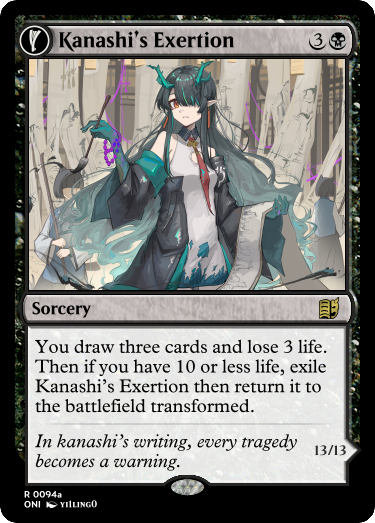 Kanashi's Exertion 3
Sorcery
You draw three cards and lose 3 life.
Then if you have 10 or less life, exile
Kanashi's Exertion then return it to
the battlefield transformed.
In kanashi's writing, every tragedy
becomes a warning.
13/13
R 0094a
ONI YILLINGO